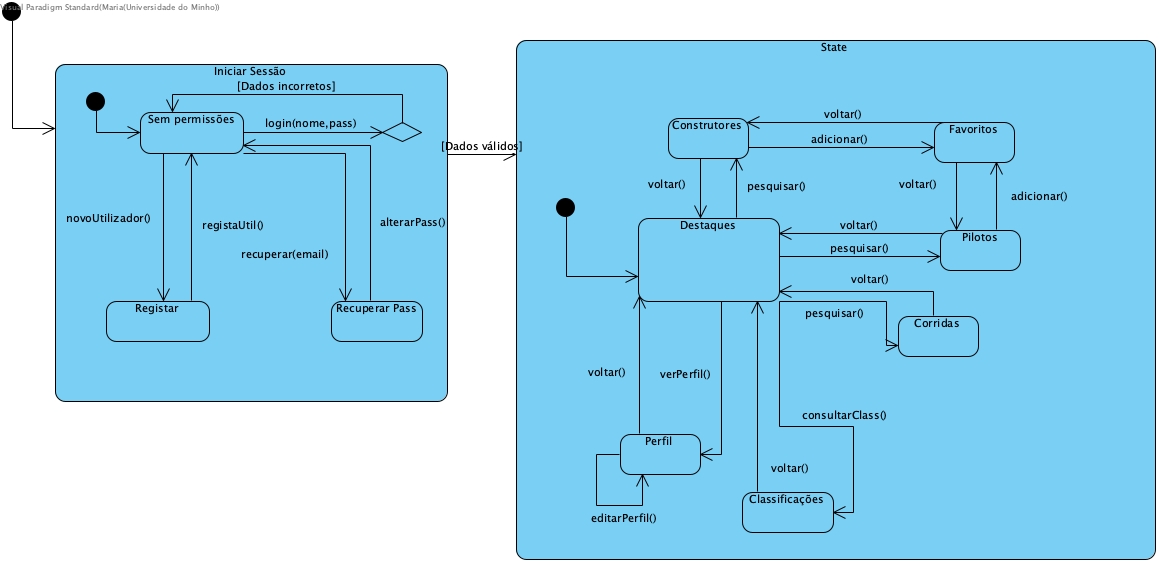 Visual Paradigm Standard(Maria(Universidade do Minho))
Iniciar Sessão
[Dados incorretos]
Sem permissões
login(nome,pass)
novoUtilizador()
registaUtil()
alterarPass()
recuperar(email)
Registar
Recuperar Pass
[Dados válidos]
State
Construtores
voltar()
Favoritos
adicionar()
voltar()
pesquisar()
voltar()
adicionar()
Destaques
voltar()
Pilotos
pesquisar()
voltar()
pesquisar()
Corridas
voltar()
verPerfil()
consultarClass()
Perfil
voltar()
Classificações
editarPerfil()